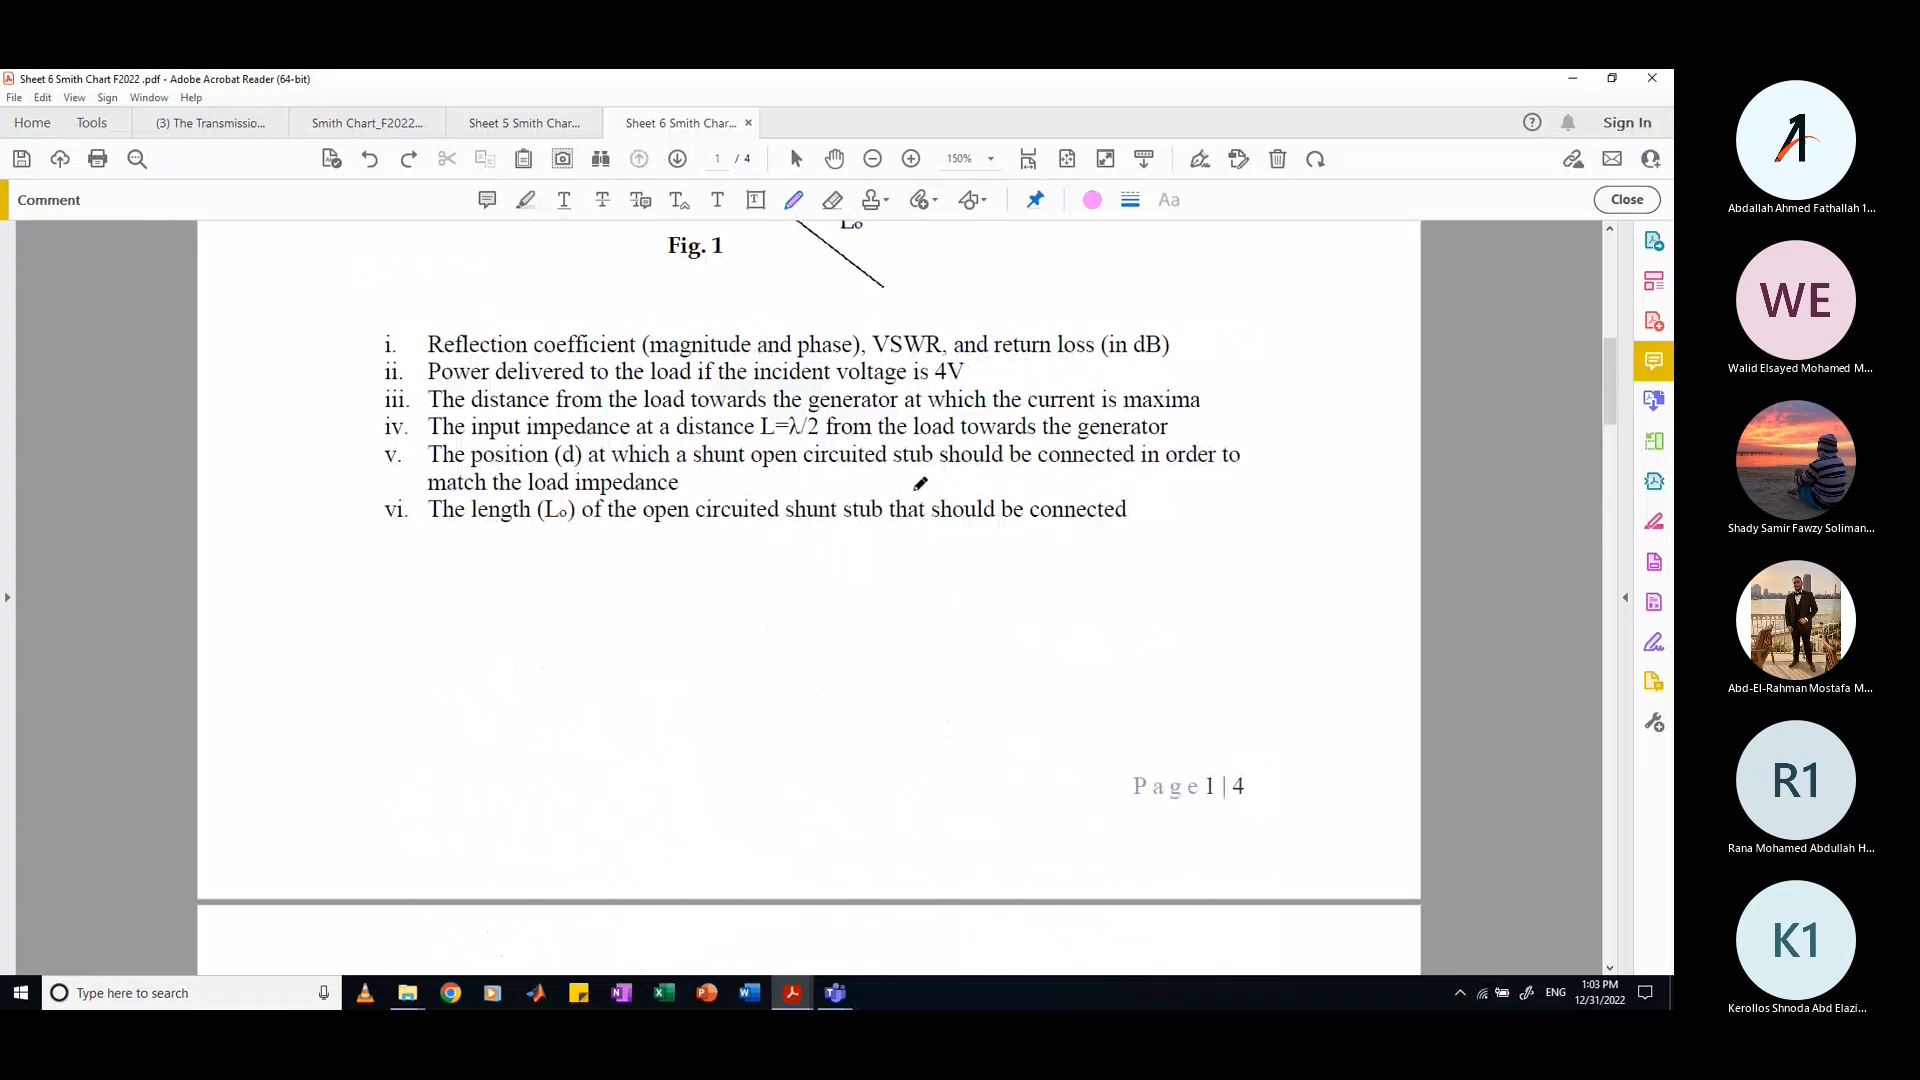 Sheet 6 Smith Chart F2022 .pdf - Adobe Acrobat Reader (64-bit)
File Edit View Sign Window Help
Home Tools (3) The Transmissio... Smith Chart_F2022... Sheet 5 Smith Char... Sheet 6 Smith Char... Sign In
1 / 4 150%
Comment Aa Close
Lo
Fig. 1
i. Reflection coefficient (magnitude and phase), VSWR, and return loss (in dB)
ii. Power delivered to the load if the incident voltage is 4V
iii. The distance from the load towards the generator at which the current is maxima
iv. The input impedance at a distance L=λ/2 from the load towards the generator
v. The position (d) at which a shunt open circuited stub should be connected in order to
match the load impedance
vi. The length (Lo) of the open circuited shunt stub that should be connected
Page 1 | 4
Type here to search
ENG
1:03 PM
12/31/2022
Abdallah Ahmed Fathallah 1...
WE
Walid Elsayed Mohamed M...
Shady Samir Fawzy Soliman...
Abd-El-Rahman Mostafa M...
R1
Rana Mohamed Abdullah H...
K1
Kerollos Shnoda Abd Elazi...